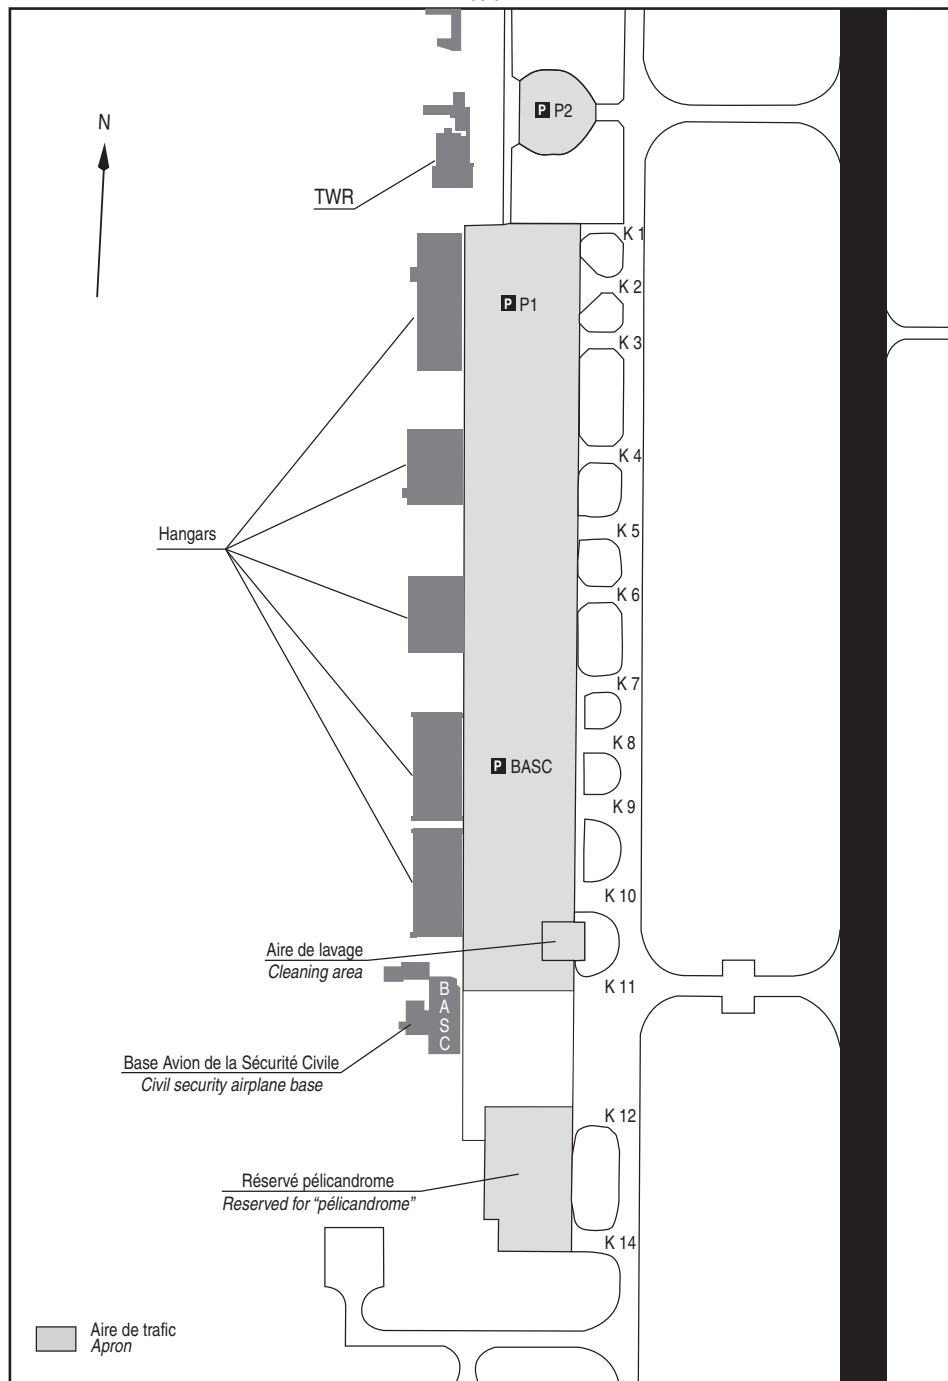 N
P P2
TWR
K 1
K 2
P P1
K 3
K 4
Hangars
K 5
K 6
K 7
K 8
P BASC
K 9
K 10
Aire de lavage
Cleaning area
K 11
B
A
S
C
Base Avion de la Sécurité Civile
Civil security airplane base
K 12
Réservé pélicandrome
Reserved for “pélicandrome”
K 14
Aire de trafic
Apron